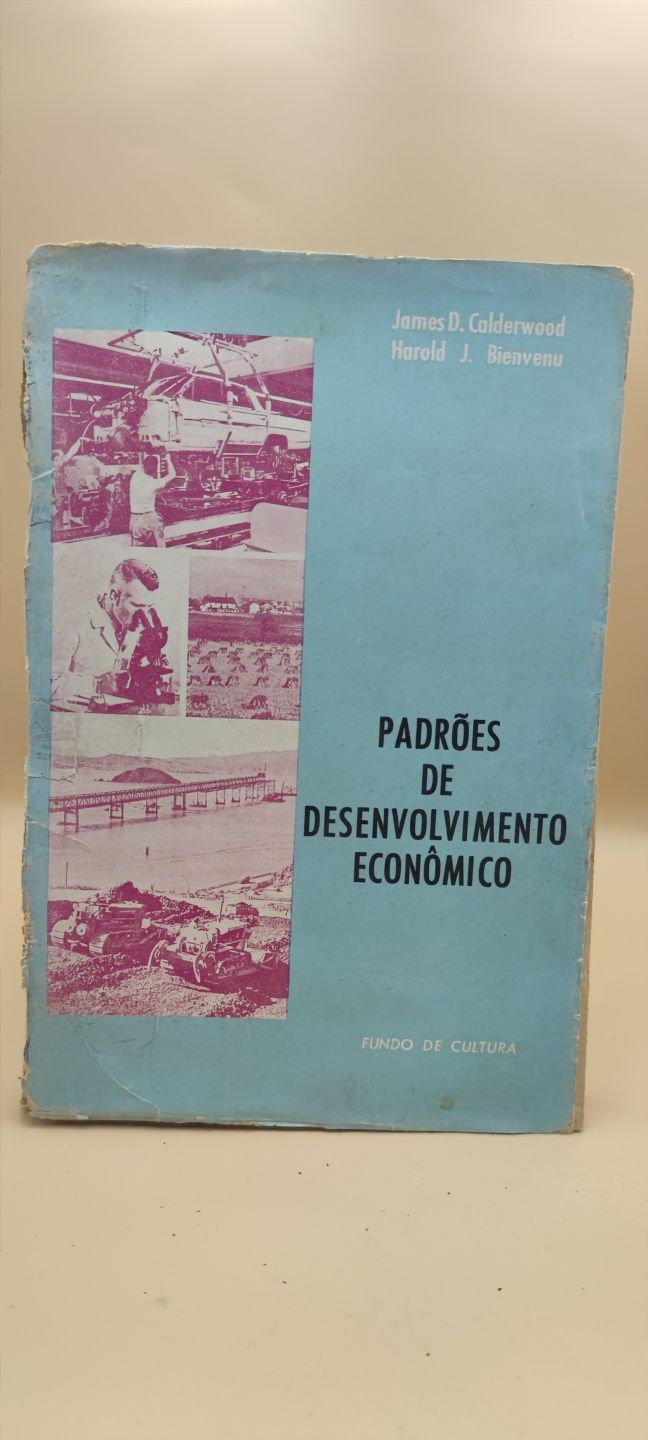 James D. Calderwood
Harold J. Bienvenu
PADRÕES
DE
DESENVOLVIMENTO
ECONÔMICO
FUNDO DE CULTURA